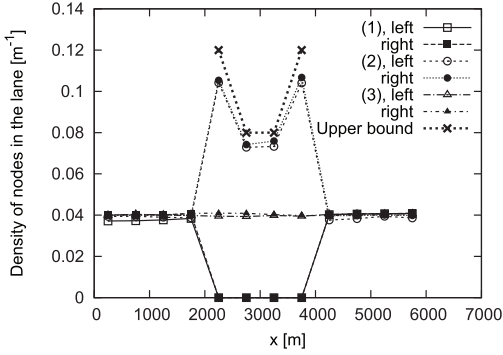 0.14
0.12
0.1
0.08
0.06
0.04
0.02
0
Density of nodes in the lane [m⁻¹]
(1), left
right
(2), left
right
(3), left
right
Upper bound
0 1000 2000 3000 4000 5000 6000 7000
x [m]